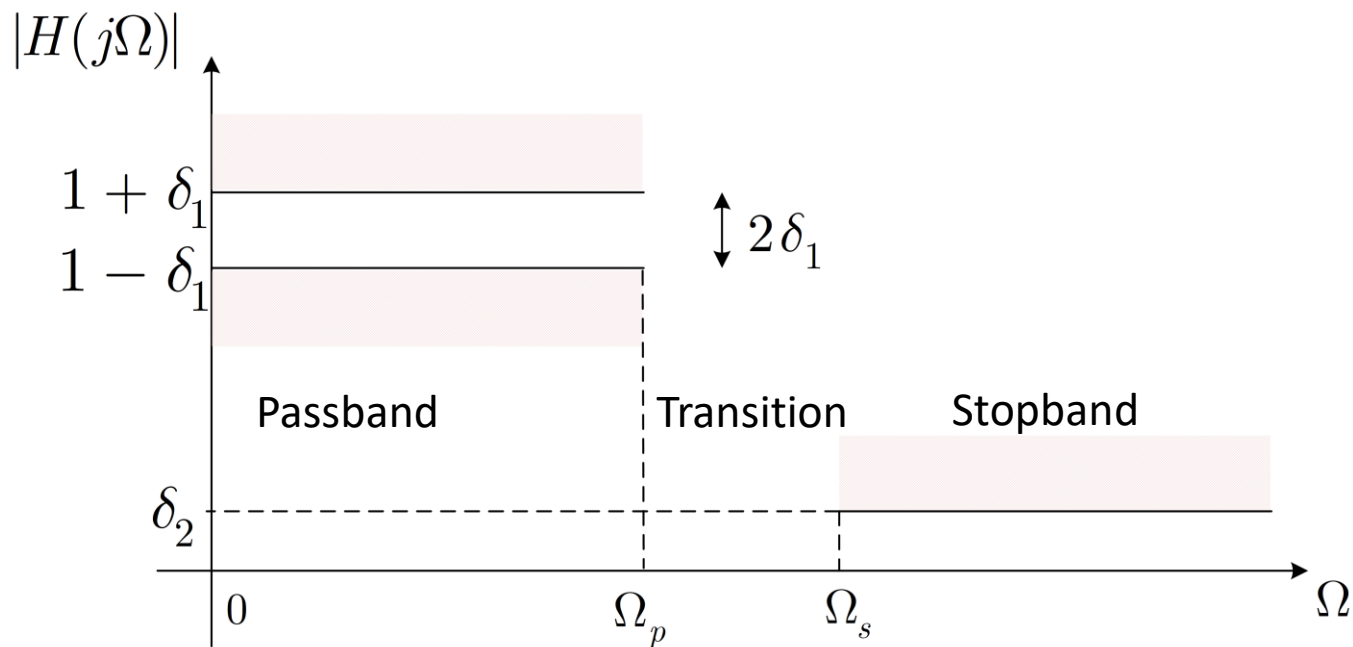 |H(jΩ)|
1 + δ₁
2δ₁
1 − δ₁
Passband Transition Stopband
δ₂
0 Ωₚ Ωₛ Ω